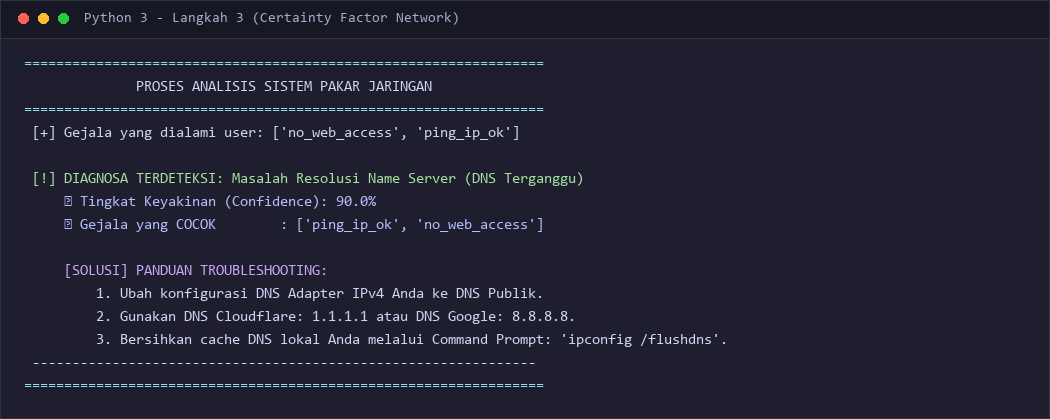 Python 3 - Langkah 3 (Certainty Factor Network)
=================================================================
PROSES ANALISIS SISTEM PAKAR JARINGAN
=================================================================
[+] Gejala yang dialami user: ['no_web_access', 'ping_ip_ok']
[!] DIAGNOSA TERDETEKSI: Masalah Resolusi Name Server (DNS Terganggu)
Tingkat Keyakinan (Confidence): 90.0%
Gejala yang COCOK        : ['ping_ip_ok', 'no_web_access']
[SOLUSI] PANDUAN TROUBLESHOOTING:
1. Ubah konfigurasi DNS Adapter IPv4 Anda ke DNS Publik.
2. Gunakan DNS Cloudflare: 1.1.1.1 atau DNS Google: 8.8.8.8.
3. Bersihkan cache DNS lokal Anda melalui Command Prompt: 'ipconfig /flushdns'.
---------------------------------------------------------------
=================================================================